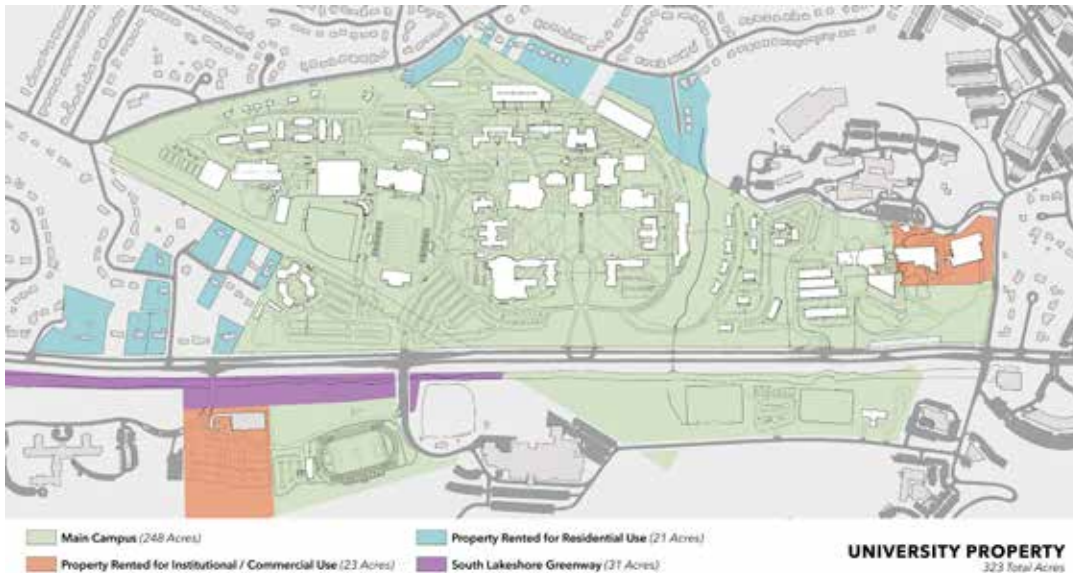 Main Campus (248 Acres)
Property Rented for Residential Use (21 Acres)
Property Rented for Institutional / Commercial Use (23 Acres)
South Lakeshore Greenway (31 Acres)
UNIVERSITY PROPERTY
323 Total Acres